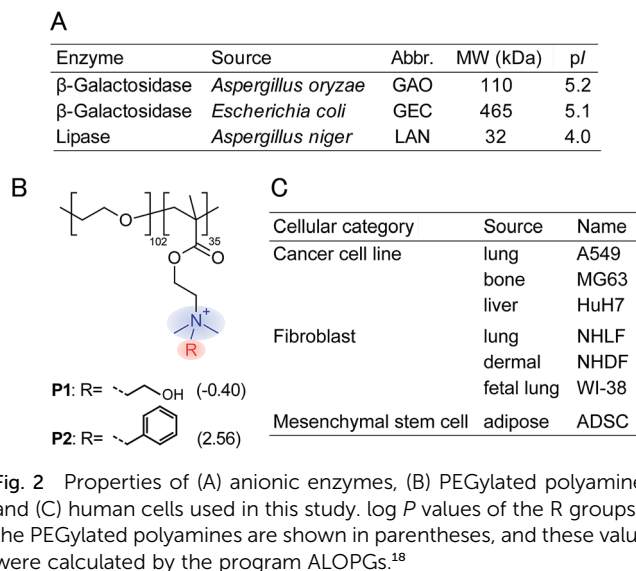 A
Enzyme Source Abbr. MW (kDa) pI
β-Galactosidase Aspergillus oryzae GAO 110 5.2
β-Galactosidase Escherichia coli GEC 465 5.1
Lipase Aspergillus niger LAN 32 4.0
B
O
102
35
O O
N+
R
P1: R= OH (-0.40)
P2: R= (2.56)
C
Cellular category Source Name
Cancer cell line lung A549
bone MG63
liver HuH7
Fibroblast lung NHLF
dermal NHDF
fetal lung WI-38
Mesenchymal stem cell adipose ADSC
Fig. 2 Properties of (A) anionic enzymes, (B) PEGylated polyamine
and (C) human cells used in this study. log P values of the R groups
the PEGylated polyamines are shown in parentheses, and these valu
were calculated by the program ALOPGs.18